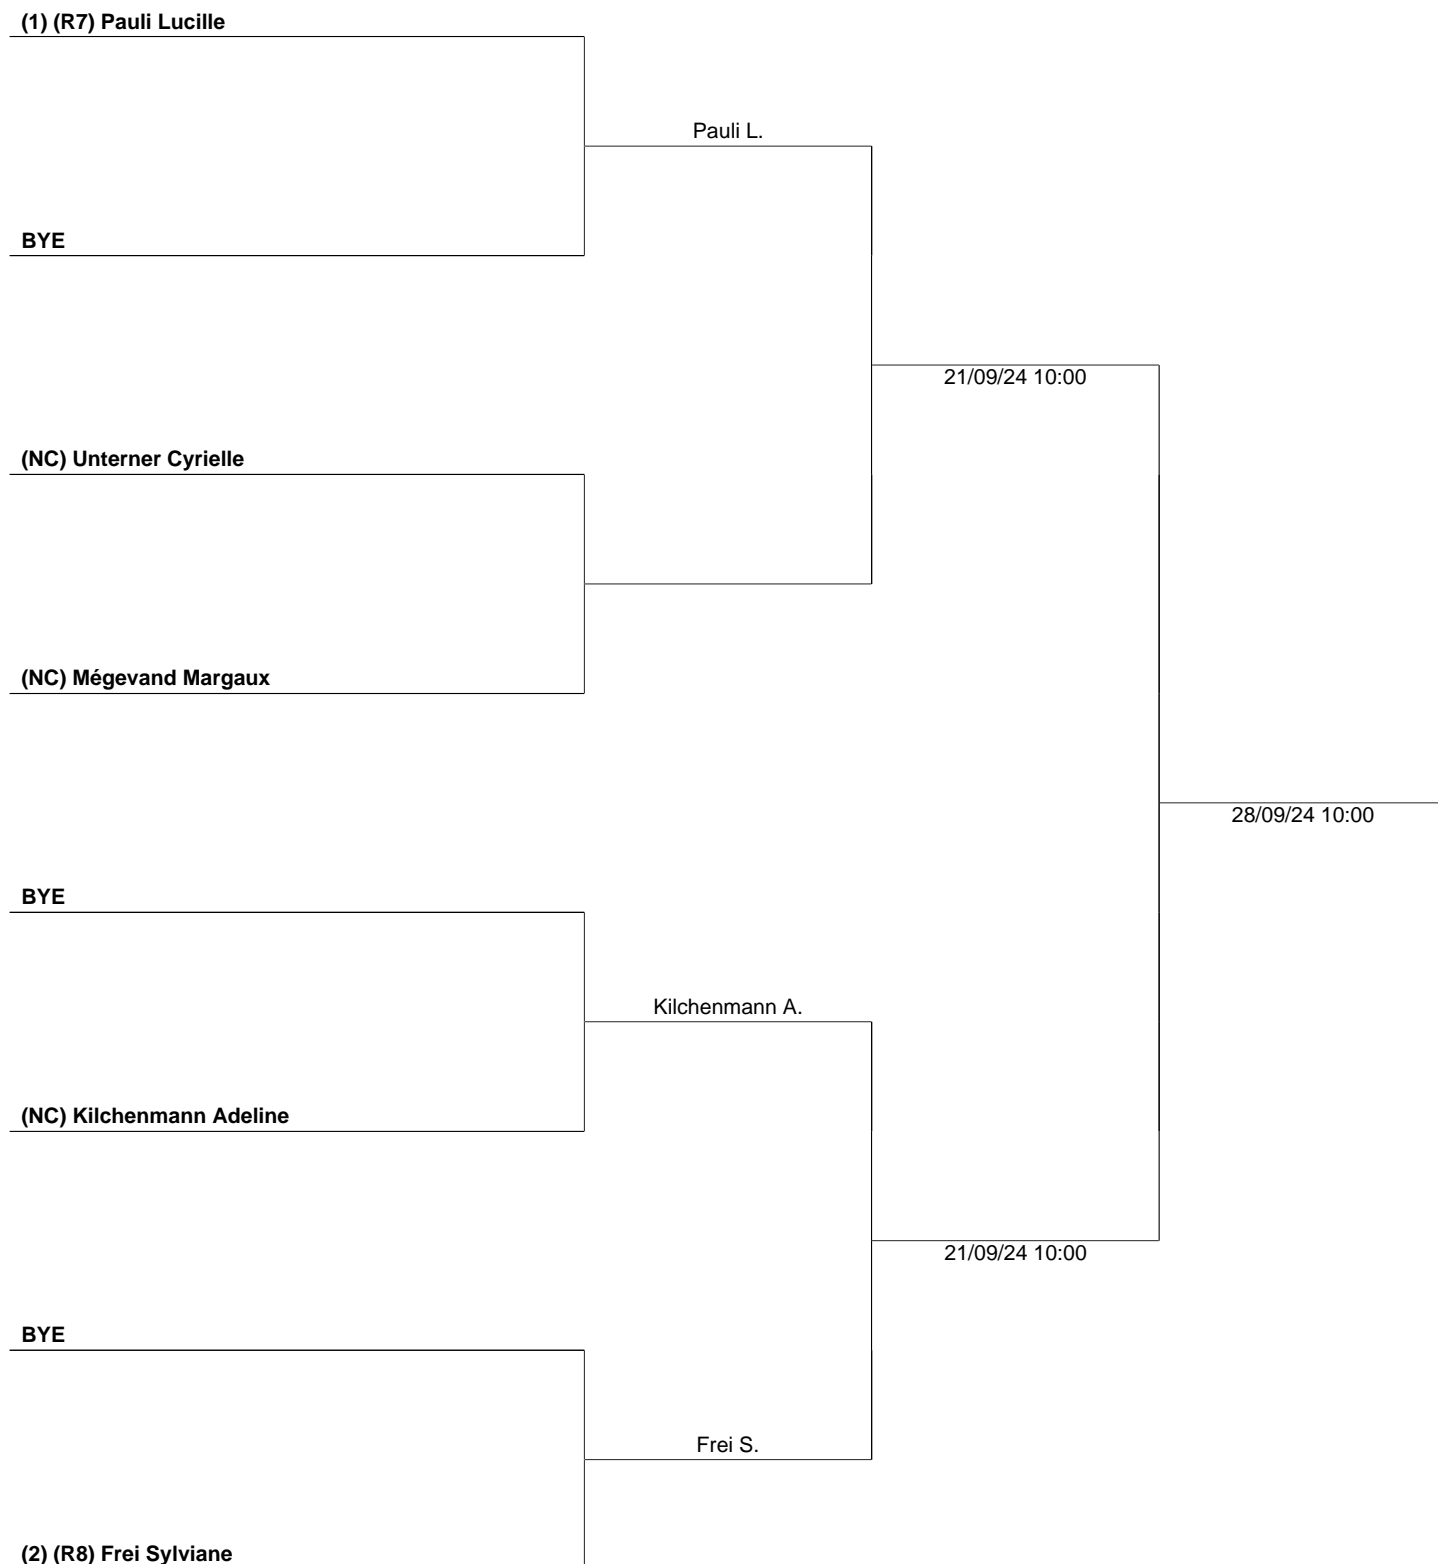 (1) (R7) Pauli Lucille
Pauli L.
BYE
21/09/24 10:00
(NC) Unterner Cyrielle
(NC) Mégevand Margaux
28/09/24 10:00
BYE
Kilchenmann A.
(NC) Kilchenmann Adeline
21/09/24 10:00
BYE
Frei S.
(2) (R8) Frei Sylviane